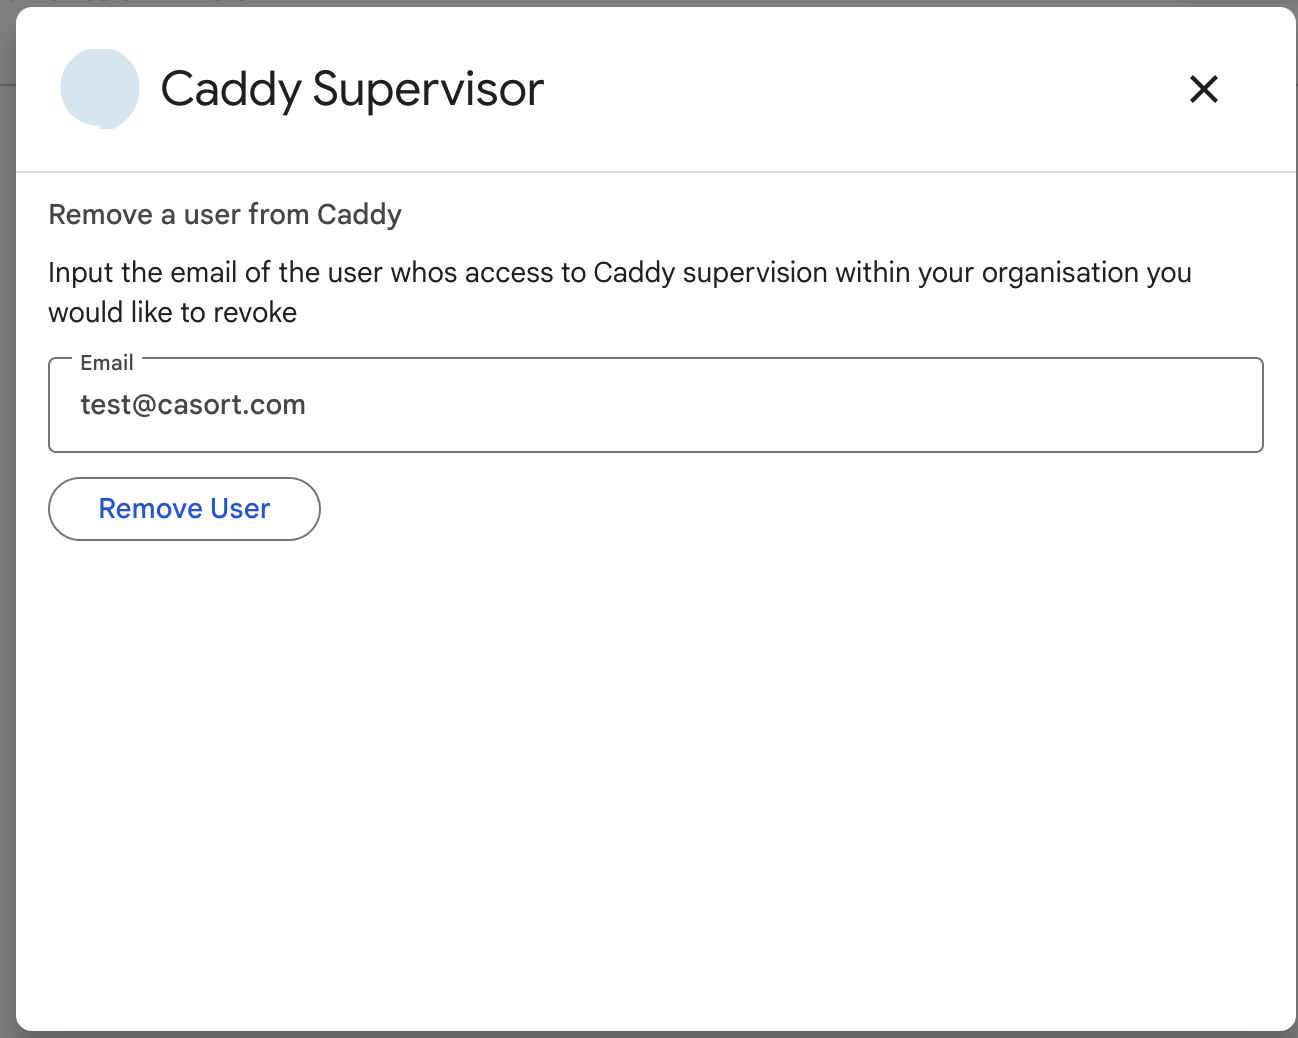 Caddy Supervisor
Remove a user from Caddy
Input the email of the user whos access to Caddy supervision within your organisation you
would like to revoke
Email
test@casort.com
Remove User